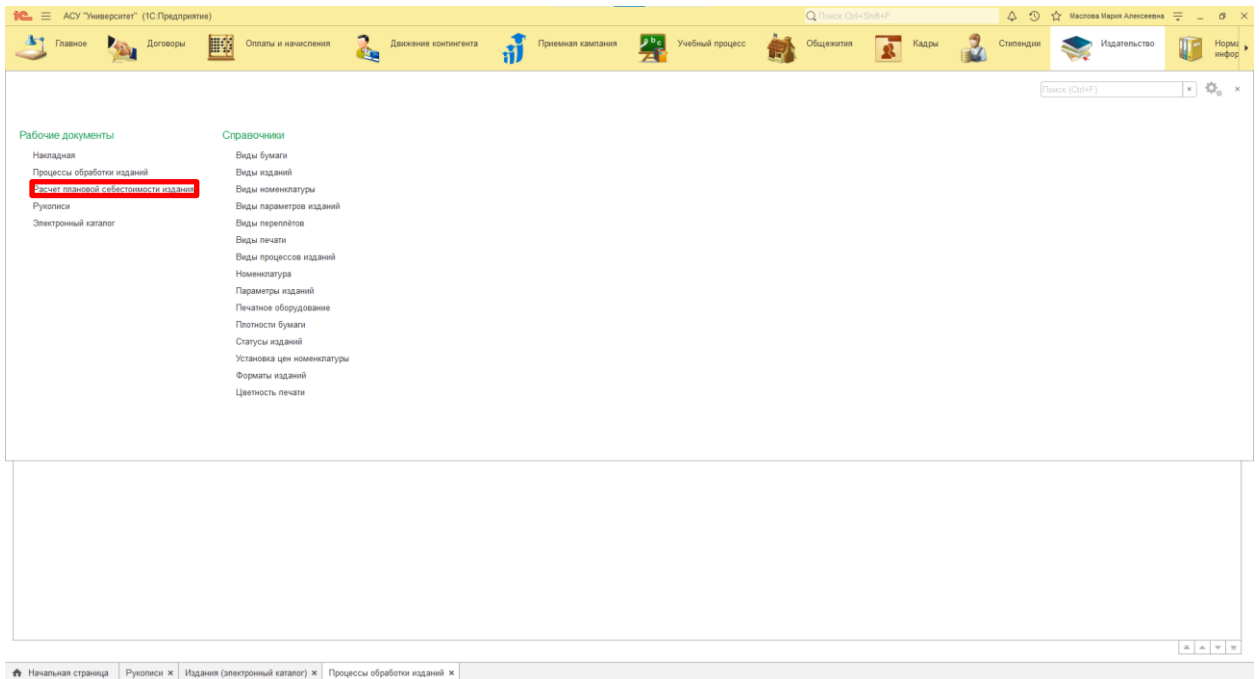 1С АСУ "Университет" (1С:Предприятие) Поиск Ctrl+Shift+F Маслова Мария Алексеевна
Главное Договоры Оплаты и начисления Движение контингента Приемная кампания Учебный процесс Общежития Кадры Стипендии Издательство Норма
инфор
Поиск (Ctrl+F)
Рабочие документы
Накладная
Процессы обработки изданий
Расчет плановой себестоимости издания
Рукописи
Электронный каталог
Справочники
Виды бумаги
Виды изданий
Виды номенклатуры
Виды параметров изданий
Виды переплётов
Виды печати
Виды процессов изданий
Номенклатура
Параметры изданий
Печатное оборудование
Плотности бумаги
Статусы изданий
Установка цен номенклатуры
Форматы изданий
Цветность печати
Начальная страница Рукописи × Издания (электронный каталог) × Процессы обработки изданий ×